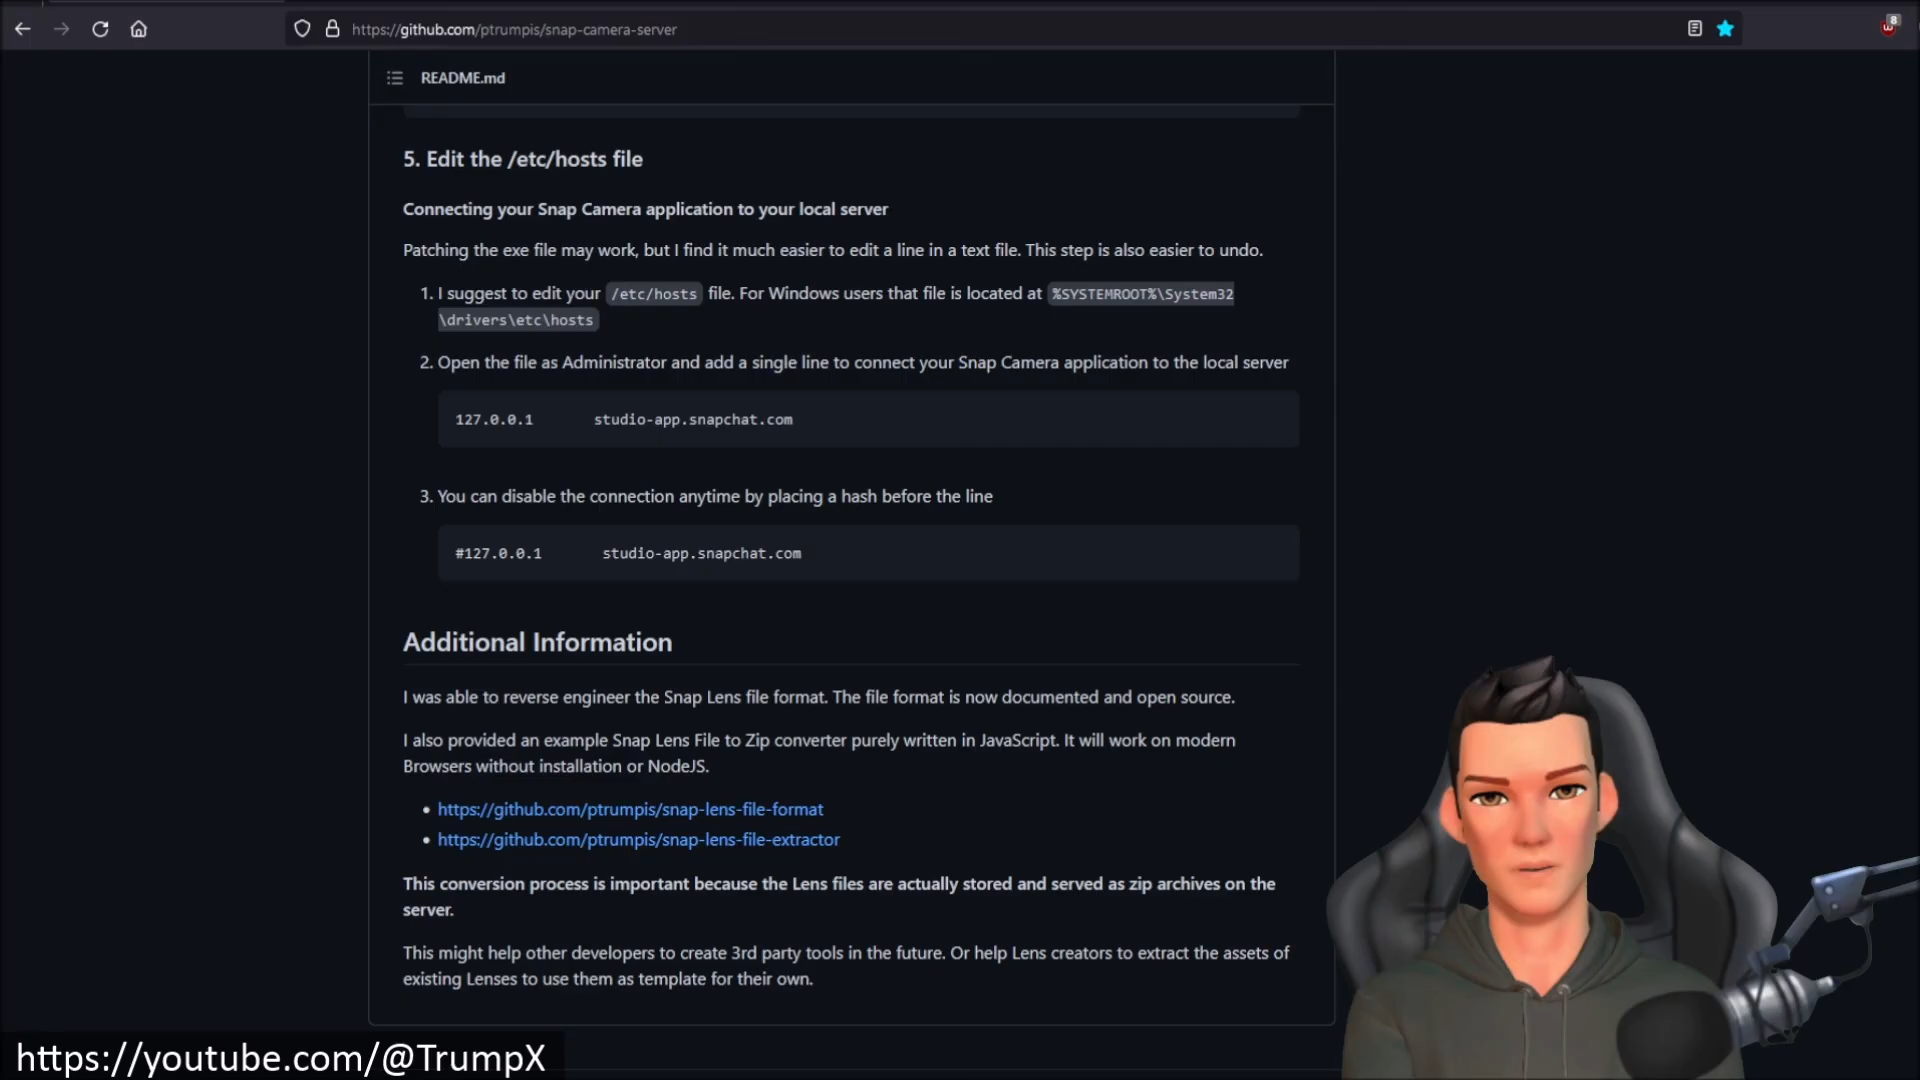 https://github.com/ptrumpis/snap-camera-server
8
README.md
5. Edit the /etc/hosts file
Connecting your Snap Camera application to your local server
Patching the exe file may work, but I find it much easier to edit a line in a text file. This step is also easier to undo.
1. I suggest to edit your /etc/hosts file. For Windows users that file is located at %SYSTEMROOT%\System32
\drivers\etc\hosts
2. Open the file as Administrator and add a single line to connect your Snap Camera application to the local server
127.0.0.1 studio-app.snapchat.com
3. You can disable the connection anytime by placing a hash before the line
#127.0.0.1 studio-app.snapchat.com
Additional Information
I was able to reverse engineer the Snap Lens file format. The file format is now documented and open source.
I also provided an example Snap Lens File to Zip converter purely written in JavaScript. It will work on modern
Browsers without installation or NodeJS.
• https://github.com/ptrumpis/snap-lens-file-format
• https://github.com/ptrumpis/snap-lens-file-extractor
This conversion process is important because the Lens files are actually stored and served as zip archives on the
server.
This might help other developers to create 3rd party tools in the future. Or help Lens creators to extract the assets of
existing Lenses to use them as template for their own.
https://youtube.com/@TrumpX